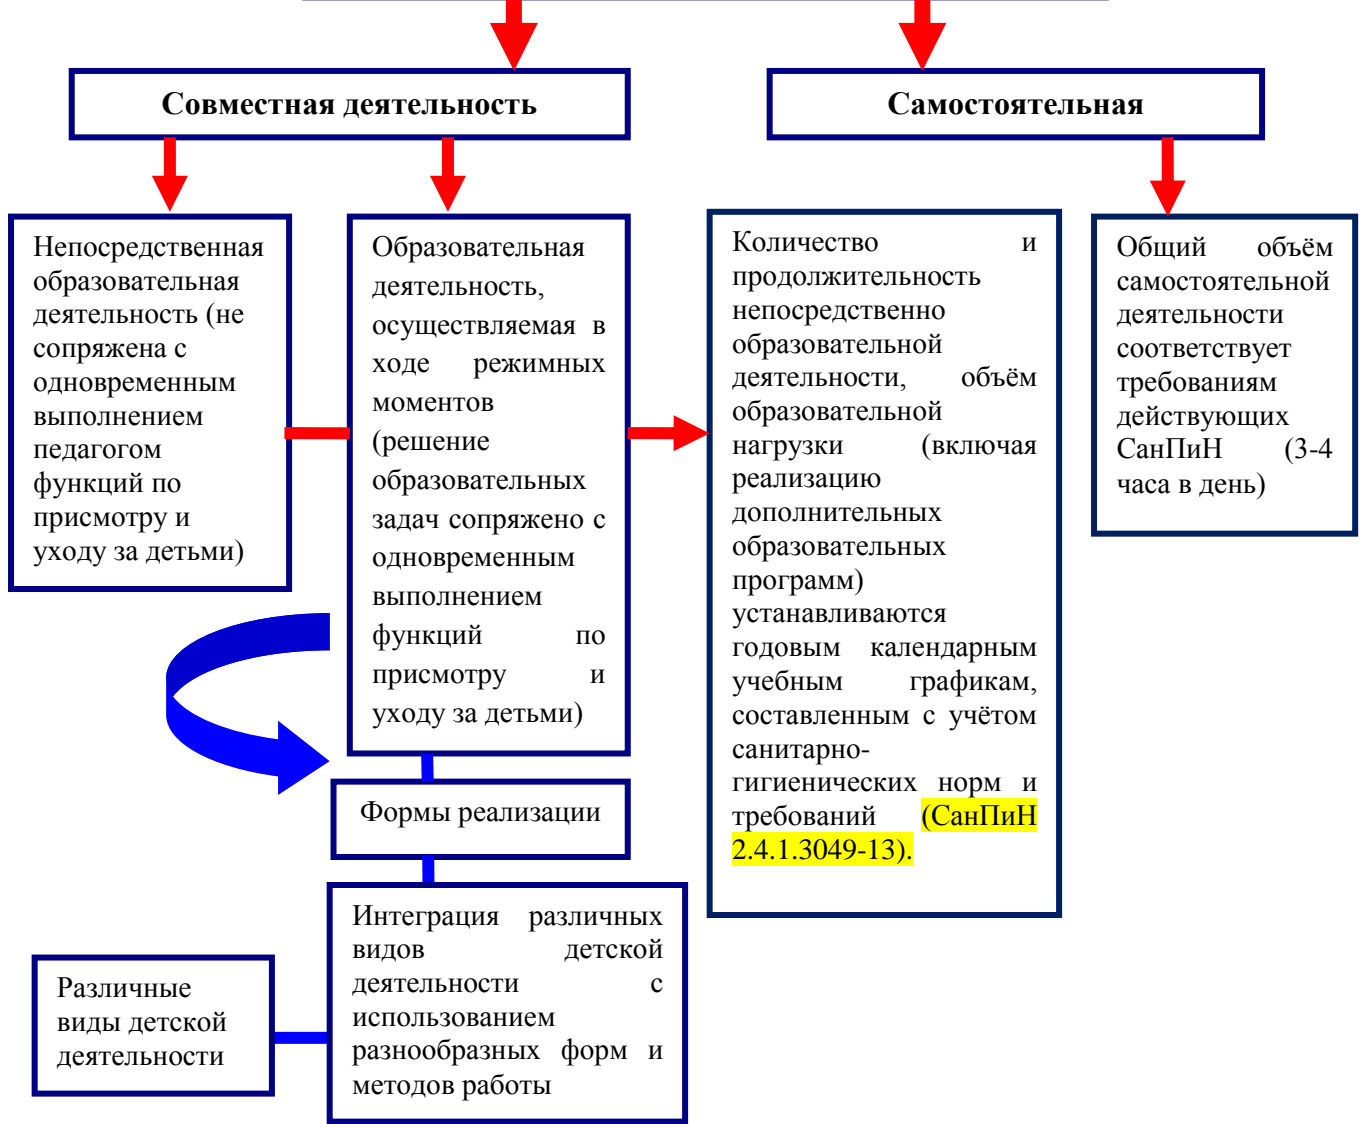 Совместная деятельность
Самостоятельная
Непосредственная
образовательная
деятельность (не
сопряжена с
одновременным
выполнением
педагогом
функций по
присмотру и
уходу за детьми)
Образовательная
деятельность,
осуществляемая в
ходе режимных
моментов
(решение
образовательных
задач сопряжено с
одновременным
выполнением
функций по
присмотру и
уходу за детьми)
Количество и
продолжительность
непосредственно
образовательной
деятельности, объём
образовательной
нагрузки (включая
реализацию
дополнительных
образовательных
программ)
устанавливаются
годовым календарным
учебным графикам,
составленным с учётом
санитарно-
гигиенических норм и
требований (СанПиН
2.4.1.3049-13).
Общий объём
самостоятельной
деятельности
соответствует
требованиям
действующих
СанПиН (3-4
часа в день)
Формы реализации
Интеграция различных
видов детской
деятельности с
использованием
разнообразных форм и
методов работы
Различные
виды детской
деятельности